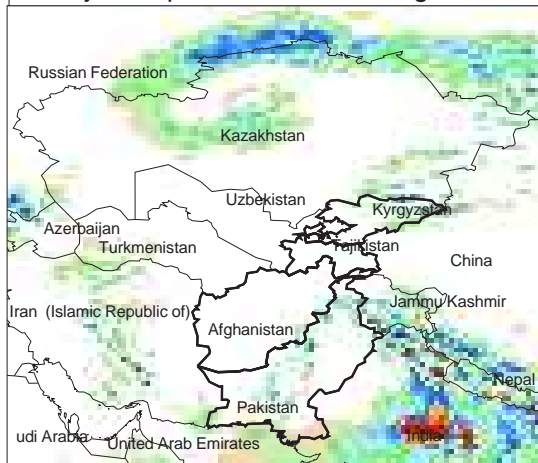 Russian Federation
Kazakhstan
Uzbekistan
Kyrgyzstan
Azerbaijan
Turkmenistan
Tajikistan
China
Iran (Islamic Republic of)
Jammu Kashmir
Afghanistan
Nepal
Pakistan
udi Arabia
United Arab Emirates
India